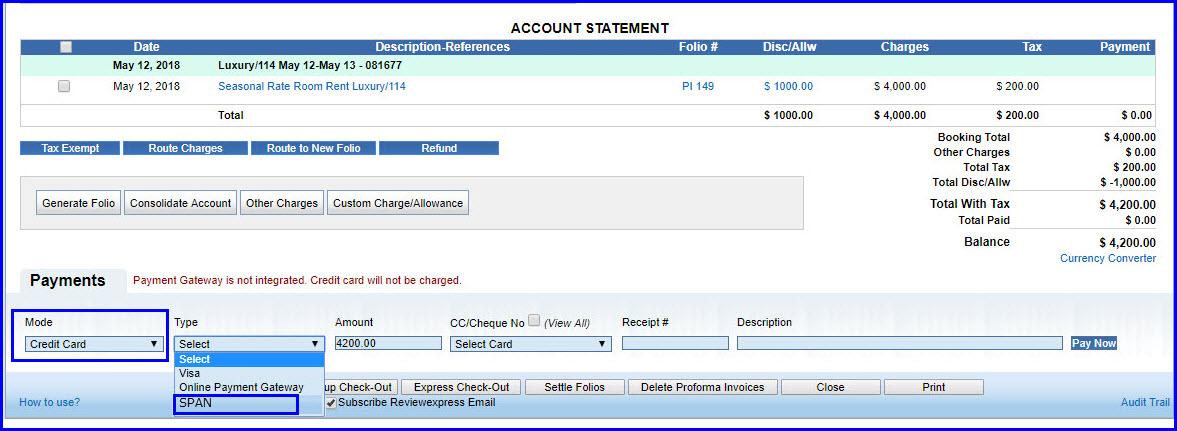 ACCOUNT STATEMENT
Date Description-References Folio # Disc/Allw Charges Tax Payment
May 12, 2018 Luxury/114 May 12-May 13 - 081677
May 12, 2018 Seasonal Rate Room Rent Luxury/114 PI 149 $ 1000.00 $ 4,000.00 $ 200.00
Total $ 1000.00 $ 4,000.00 $ 200.00 $ 0.00
Tax Exempt Route Charges Route to New Folio Refund
Booking Total $ 4,000.00
Other Charges $ 0.00
Total Tax $ 200.00
Total Disc/Allw $ -1,000.00
Total With Tax $ 4,200.00
Total Paid $ 0.00
Balance $ 4,200.00
Currency Converter
Generate Folio Consolidate Account Other Charges Custom Charge/Allowance
Payments Payment Gateway is not integrated. Credit card will not be charged.
Mode Type Amount CC/Cheque No (View All) Receipt # Description
Credit Card Select 4200.00 Select Card Pay Now
Select
Visa
Online Payment Gateway
SPAN
up Check-Out Express Check-Out Settle Folios Delete Proforma Invoices Close Print
How to use? Subscribe Reviewexpress Email Audit Trail